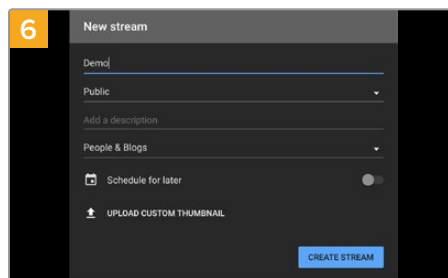 6
New stream
Demo
Public
Add a description
People & Blogs
Schedule for later
UPLOAD CUSTOM THUMBNAIL
CREATE STREAM